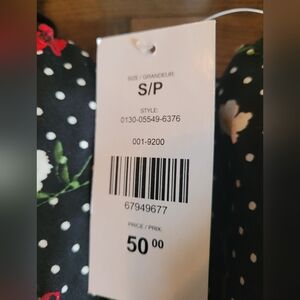 SIZE / GRANDEUR:
S/P
STYLE:
0130-05549-6376
001-9200
67949677
PRICE / PRIX:
50 00